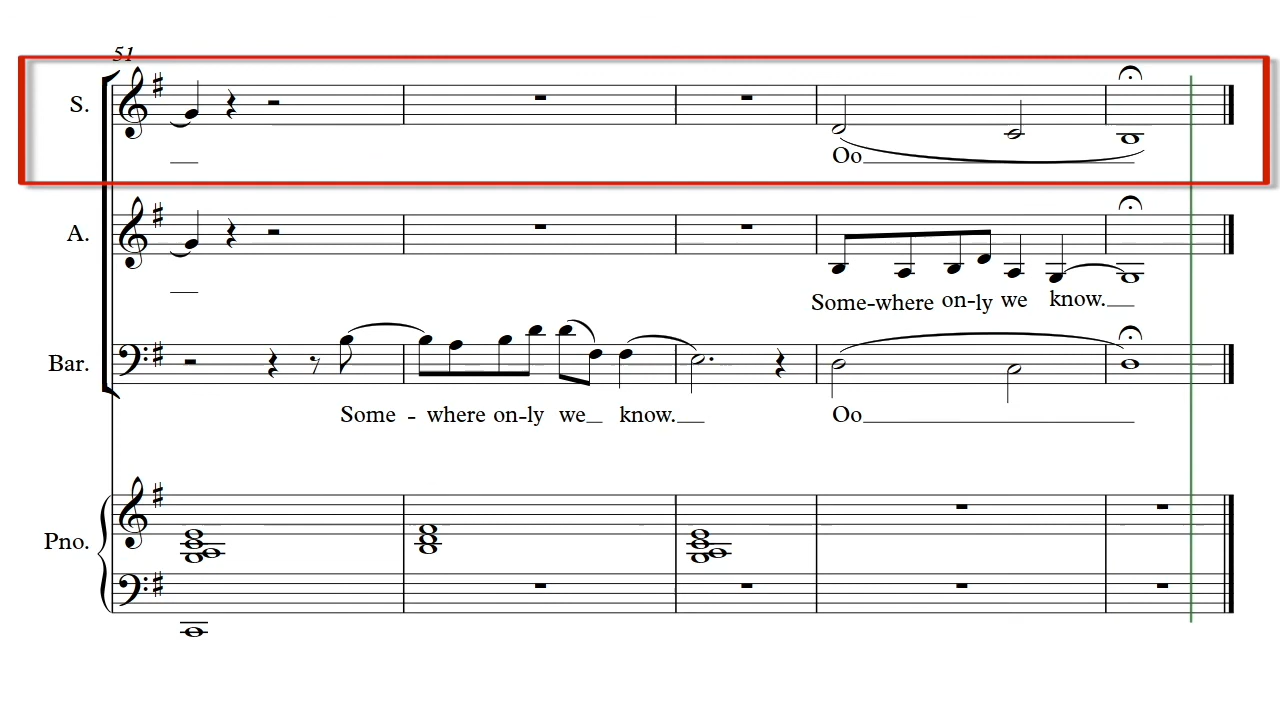 51
S.
Oo
A.
Some-where on-ly we know.
Bar.
Some - where on-ly we know.
Oo
Pno.